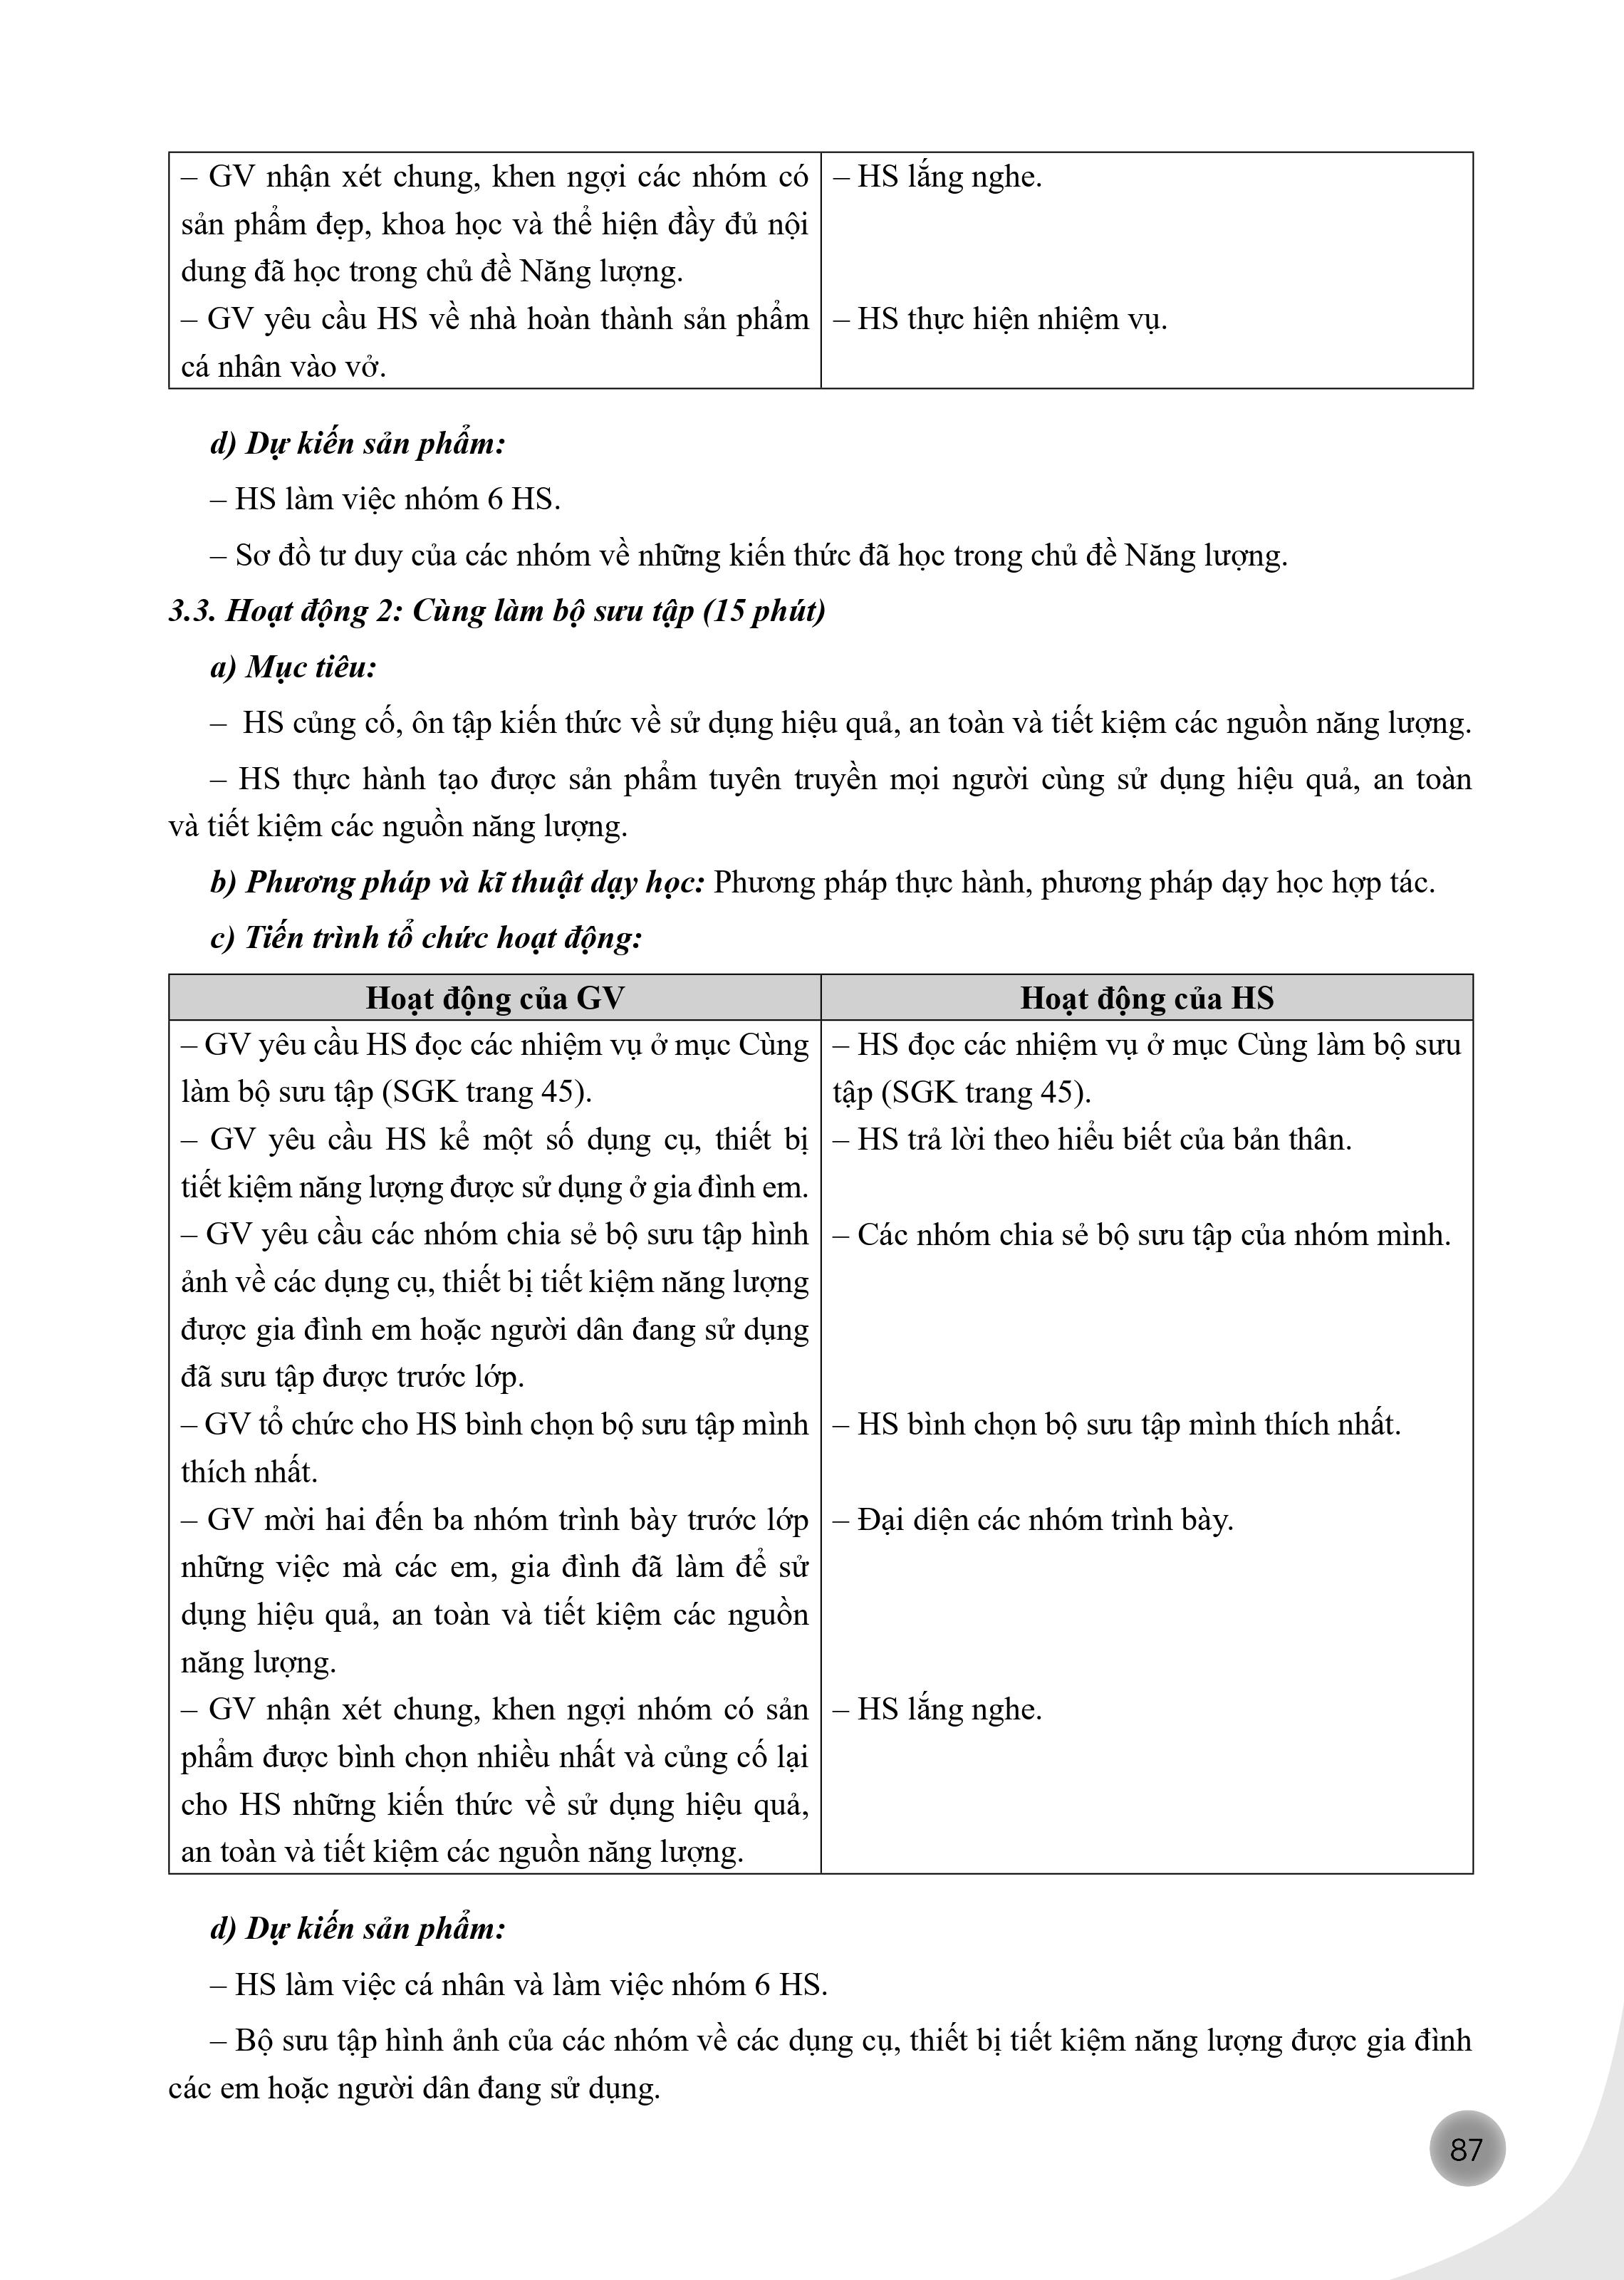 – GV nhận xét chung, khen ngợi các nhóm có
sản phẩm đẹp, khoa học và thể hiện đầy đủ nội
dung đã học trong chủ đề Năng lượng.
– GV yêu cầu HS về nhà hoàn thành sản phẩm
cá nhân vào vở.
– HS lắng nghe.
– HS thực hiện nhiệm vụ.
d) Dự kiến sản phẩm:
– HS làm việc nhóm 6 HS.
– Sơ đồ tư duy của các nhóm về những kiến thức đã học trong chủ đề Năng lượng.
3.3. Hoạt động 2: Cùng làm bộ sưu tập (15 phút)
a) Mục tiêu:
– HS củng cố, ôn tập kiến thức về sử dụng hiệu quả, an toàn và tiết kiệm các nguồn năng lượng.
– HS thực hành tạo được sản phẩm tuyên truyền mọi người cùng sử dụng hiệu quả, an toàn
và tiết kiệm các nguồn năng lượng.
b) Phương pháp và kĩ thuật dạy học: Phương pháp thực hành, phương pháp dạy học hợp tác.
c) Tiến trình tổ chức hoạt động:
Hoạt động của GV
Hoạt động của HS
– GV yêu cầu HS đọc các nhiệm vụ ở mục Cùng
làm bộ sưu tập (SGK trang 45).
– GV yêu cầu HS kể một số dụng cụ, thiết bị
tiết kiệm năng lượng được sử dụng ở gia đình em.
– GV yêu cầu các nhóm chia sẻ bộ sưu tập hình
ảnh về các dụng cụ, thiết bị tiết kiệm năng lượng
được gia đình em hoặc người dân đang sử dụng
đã sưu tập được trước lớp.
– GV tổ chức cho HS bình chọn bộ sưu tập mình
thích nhất.
– GV mời hai đến ba nhóm trình bày trước lớp
những việc mà các em, gia đình đã làm để sử
dụng hiệu quả, an toàn và tiết kiệm các nguồn
năng lượng.
– GV nhận xét chung, khen ngợi nhóm có sản
phẩm được bình chọn nhiều nhất và củng cố lại
cho HS những kiến thức về sử dụng hiệu quả,
an toàn và tiết kiệm các nguồn năng lượng.
– HS đọc các nhiệm vụ ở mục Cùng làm bộ sưu
tập (SGK trang 45).
– HS trả lời theo hiểu biết của bản thân.
– Các nhóm chia sẻ bộ sưu tập của nhóm mình.
– HS bình chọn bộ sưu tập mình thích nhất.
– Đại diện các nhóm trình bày.
– HS lắng nghe.
d) Dự kiến sản phẩm:
– HS làm việc cá nhân và làm việc nhóm 6 HS.
– Bộ sưu tập hình ảnh của các nhóm về các dụng cụ, thiết bị tiết kiệm năng lượng được gia đình
các em hoặc người dân đang sử dụng.
87